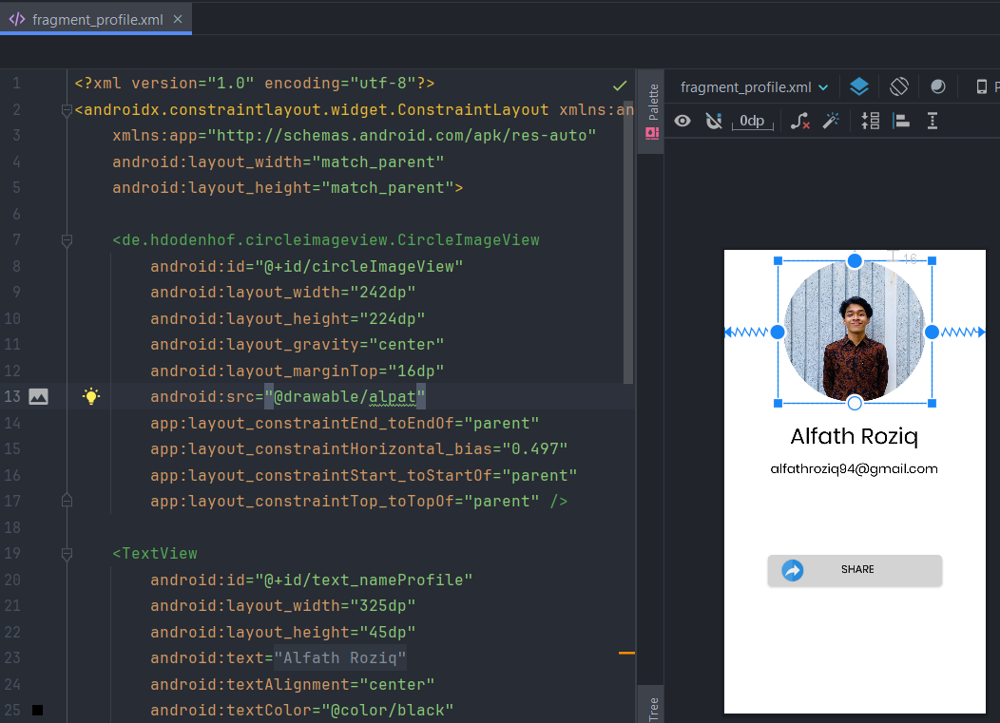 fragment_profile.xml
1 <?xml version="1.0" encoding="utf-8"?>
2 <androidx.constraintlayout.widget.ConstraintLayout xmlns:an
3 xmlns:app="http://schemas.android.com/apk/res-auto"
4 android:layout_width="match_parent"
5 android:layout_height="match_parent">
6
7 <de.hdodenhof.circleimageview.CircleImageView
8 android:id="@+id/circleImageView"
9 android:layout_width="242dp"
10 android:layout_height="224dp"
11 android:layout_gravity="center"
12 android:layout_marginTop="16dp"
13 android:src="@drawable/alpat"
14 app:layout_constraintEnd_toEndOf="parent"
15 app:layout_constraintHorizontal_bias="0.497"
16 app:layout_constraintStart_toStartOf="parent"
17 app:layout_constraintTop_toTopOf="parent" />
18
19 <TextView
20 android:id="@+id/text_nameProfile"
21 android:layout_width="325dp"
22 android:layout_height="45dp"
23 android:text="Alfath Roziq"
24 android:textAlignment="center"
25 android:textColor="@color/black"
Palette
Tree
fragment_profile.xml
P
0dp
16
Alfath Roziq
alfathroziq94@gmail.com
SHARE